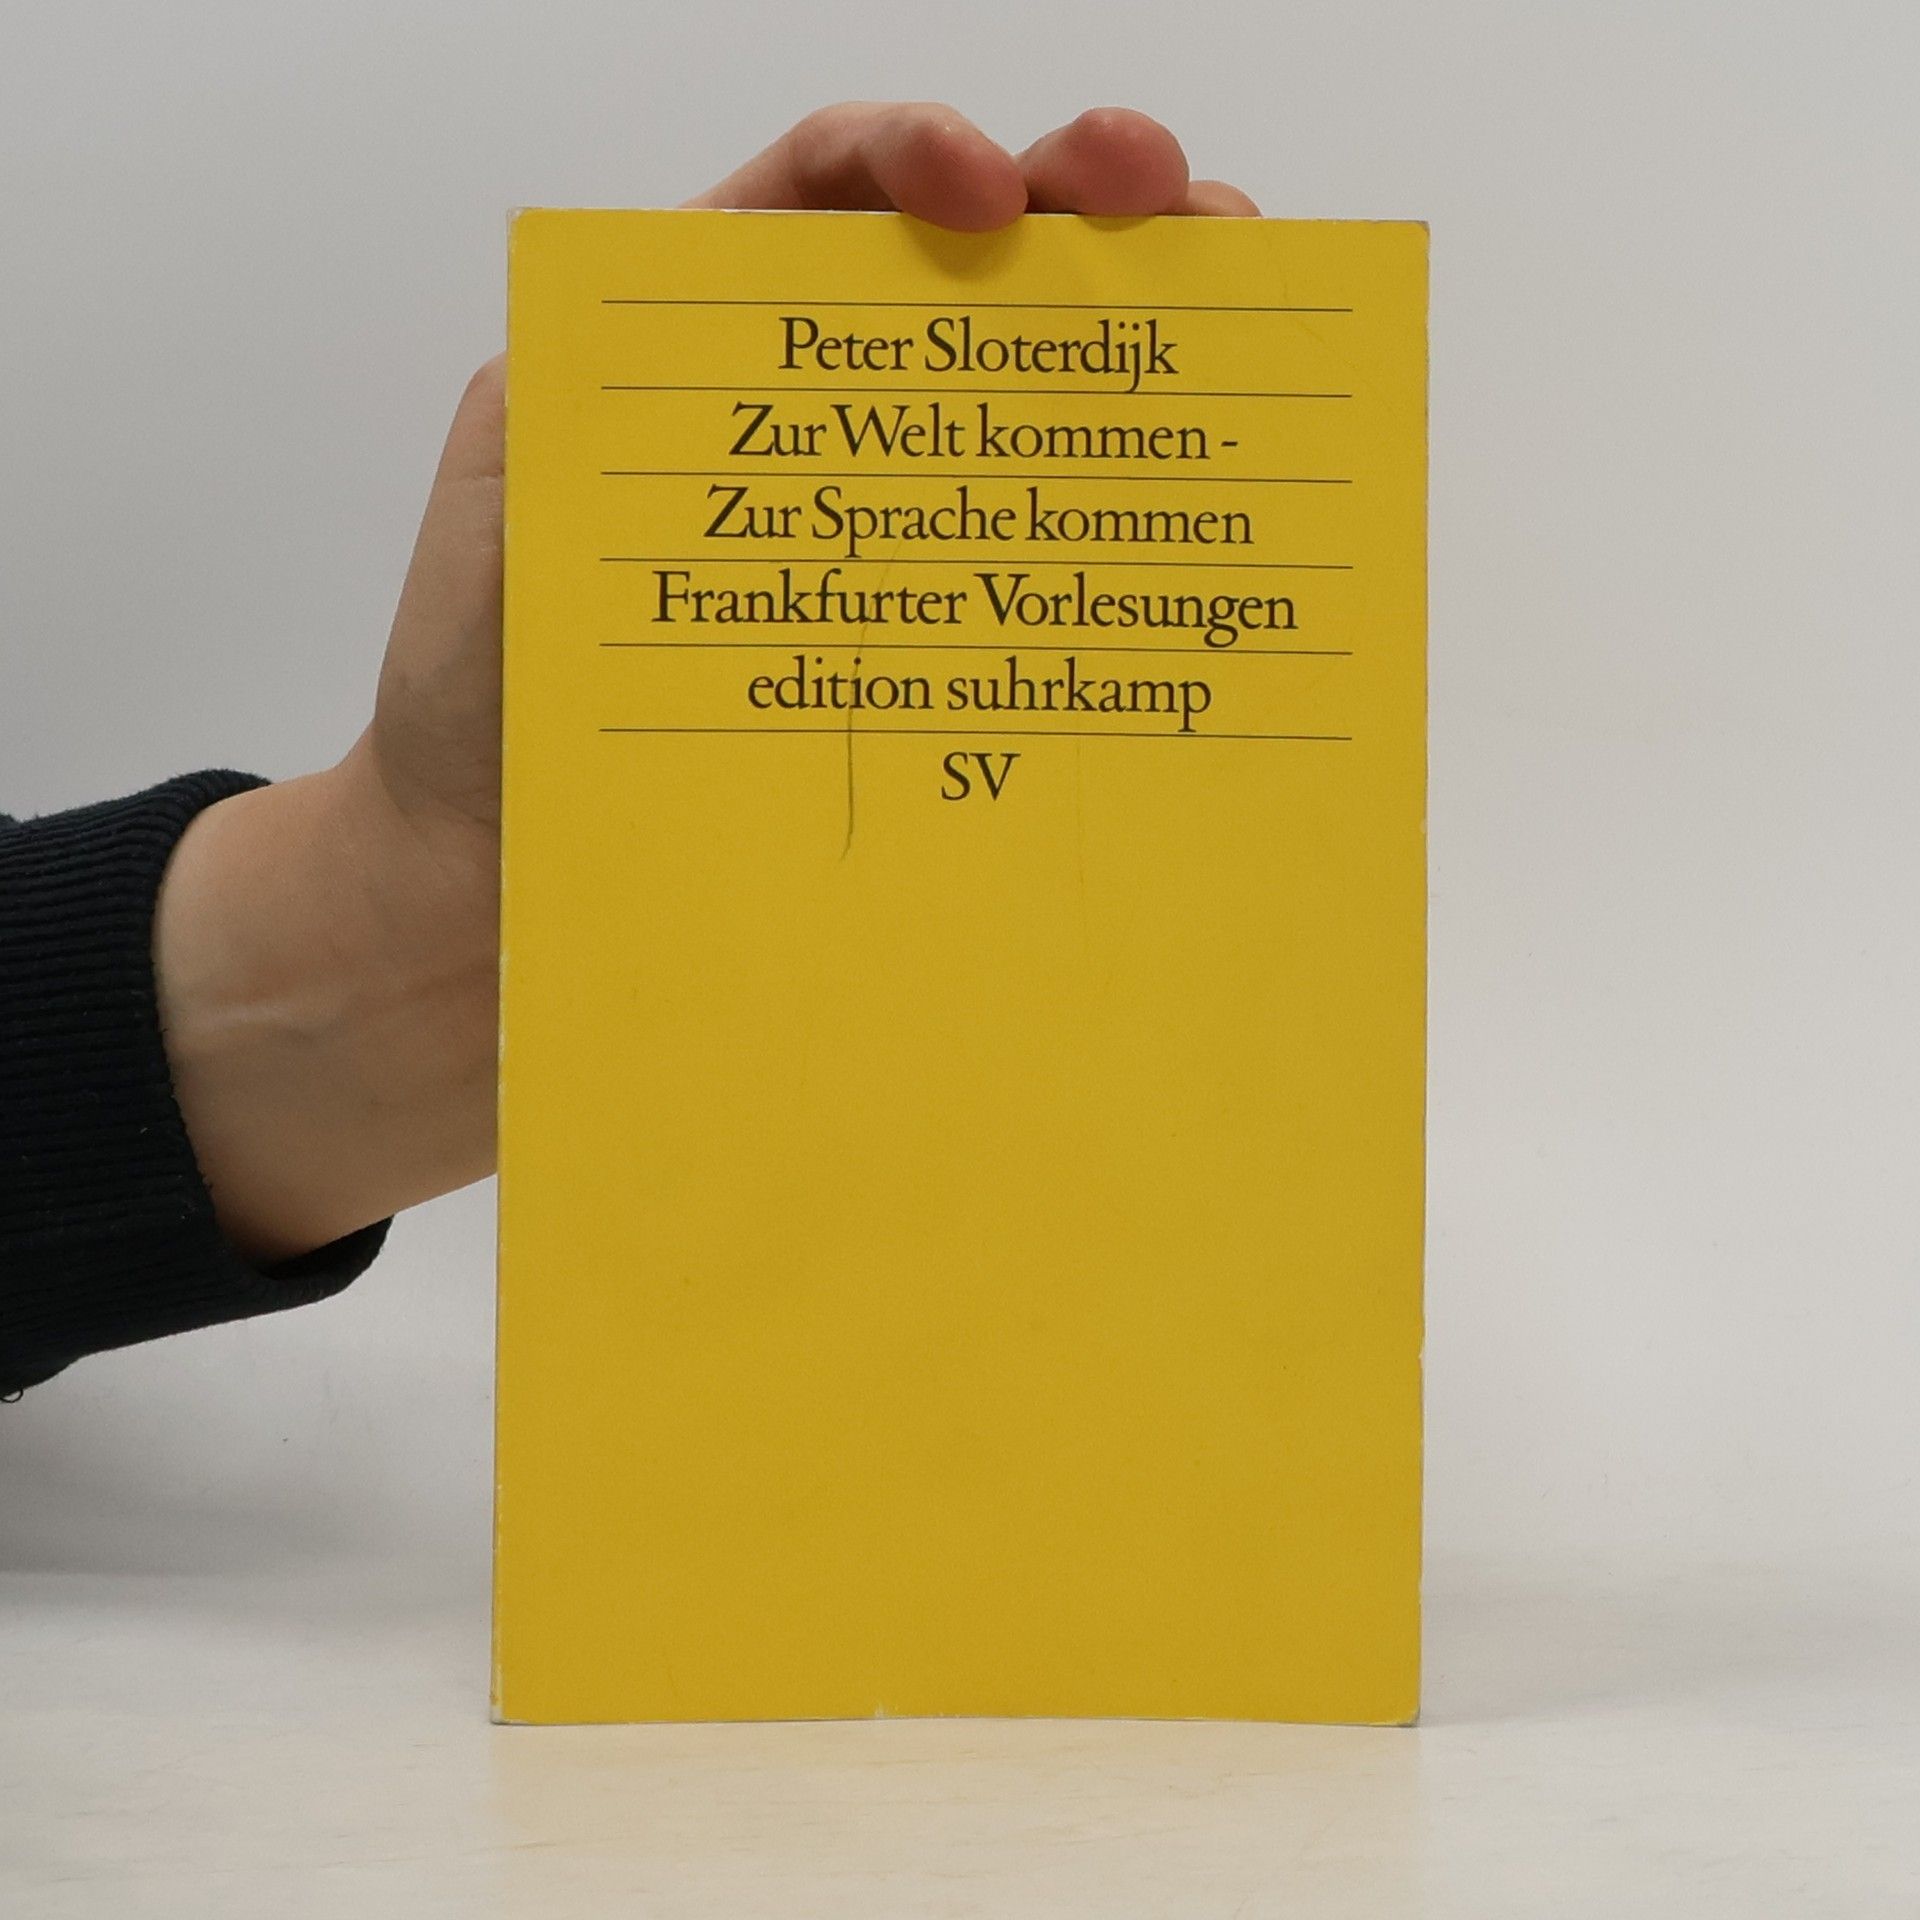 Peter Sloterdijk
Zur Welt kommen -
Zur Sprache kommen
Frankfurter Vorlesungen
edition suhrkamp
SV